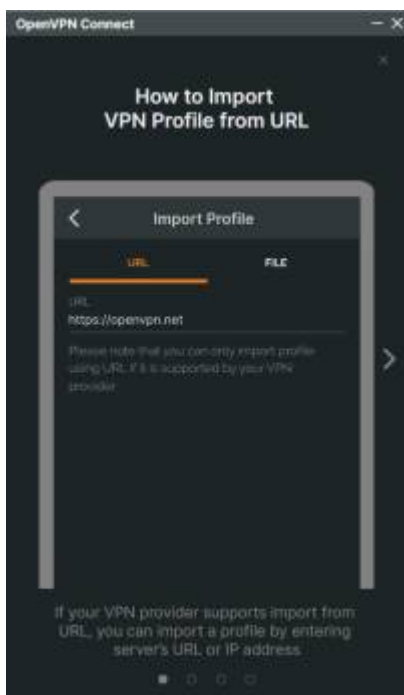 OpenVPN Connect
How to Import
VPN Profile from URL
Import Profile
URL
FILE
URL
https://openvpn.net
Please note that you can only import profile
using URL if it is supported by your VPN
provider
If your VPN provider supports import from
URL, you can import a profile by entering
server's URL or IP address